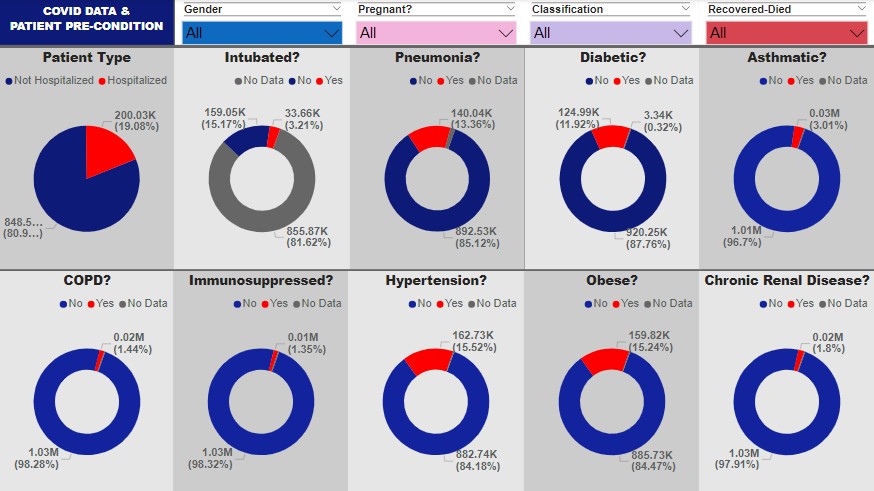 COVID DATA &
PATIENT PRE-CONDITION
Gender
All
Pregnant?
All
Classification
All
Recovered-Died
All
Patient Type
Not Hospitalized Hospitalized
200.03K
(19.08%)
848.5...
(80.9...)
Intubated?
No Data No Yes
159.05K
(15.17%)
33.66K
(3.21%)
855.87K
(81.62%)
Pneumonia?
No Yes No Data
140.04K
(13.36%)
892.53K
(85.12%)
Diabetic?
No Yes No Data
124.99K
(11.92%)
3.34K
(0.32%)
920.25K
(87.76%)
Asthmatic?
No Yes No Data
0.03M
(3.01%)
1.01M
(96.7%)
COPD?
No Yes No Data
0.02M
(1.44%)
1.03M
(98.28%)
Immunosuppressed?
No Yes No Data
0.01M
(1.35%)
1.03M
(98.32%)
Hypertension?
No Yes No Data
162.73K
(15.52%)
882.74K
(84.18%)
Obese?
No Yes No Data
159.82K
(15.24%)
885.73K
(84.47%)
Chronic Renal Disease?
No Yes No Data
0.02M
(1.8%)
1.03M
(97.91%)